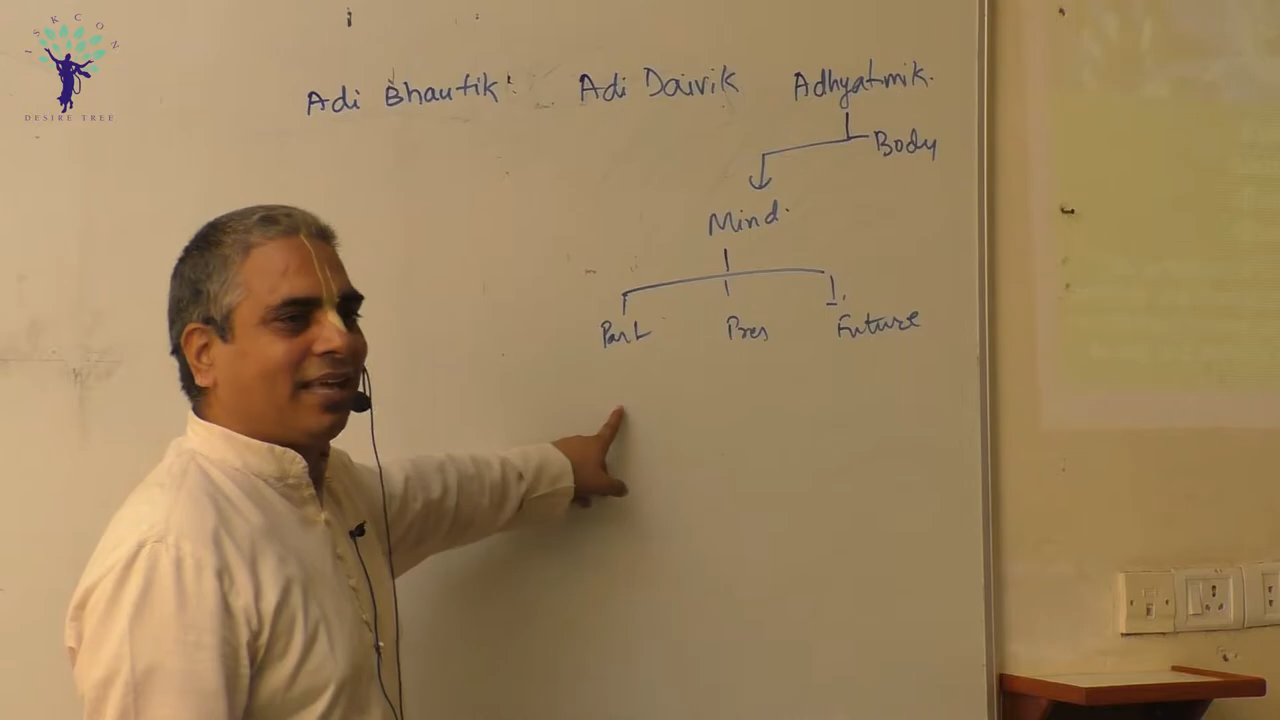 ISKCON
DESIRE TREE
Adi Bhautik Adi Daivik Adhyatmik.
Body
Mind.
Past Pres Future